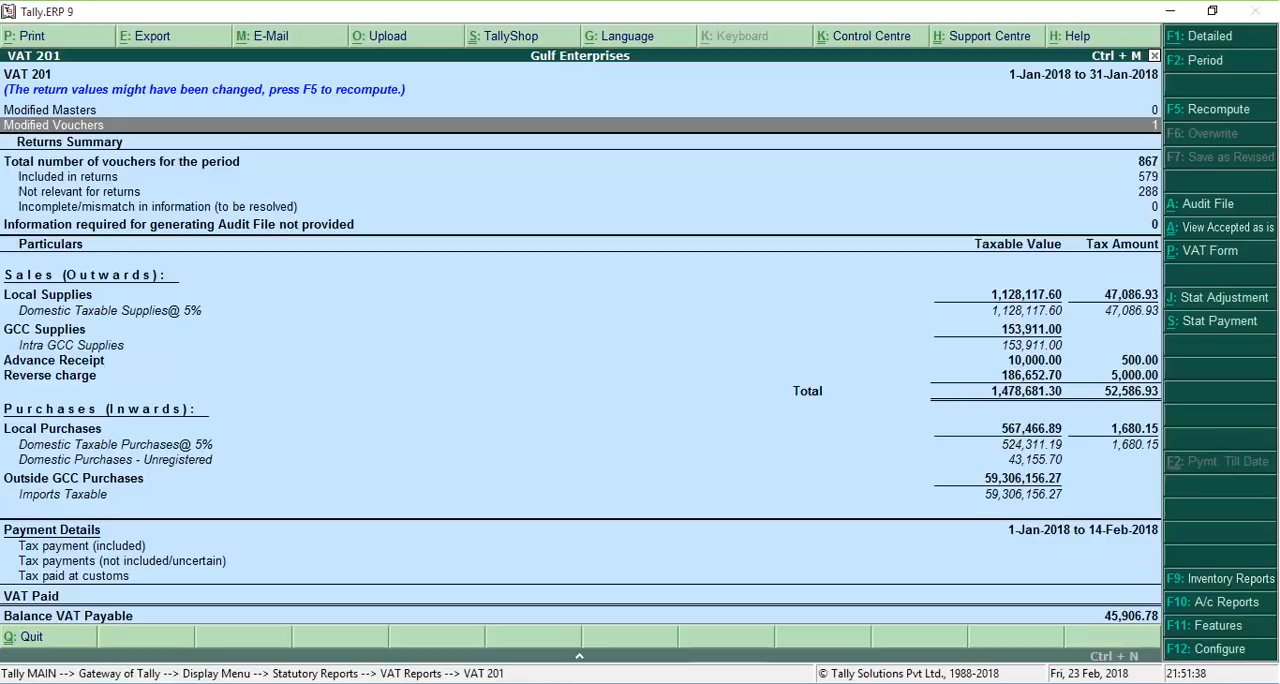 Tally.ERP 9
P: Print E: Export M: E-Mail O: Upload S: TallyShop G: Language K: Keyboard K: Control Centre H: Support Centre H: Help
VAT 201 Gulf Enterprises Ctrl + M
VAT 201 1-Jan-2018 to 31-Jan-2018
(The return values might have been changed, press F5 to recompute.)
Modified Masters 0
Modified Vouchers 1
Returns Summary
Total number of vouchers for the period 867
Included in returns 579
Not relevant for returns 288
Incomplete/mismatch in information (to be resolved) 0
Information required for generating Audit File not provided 0
Particulars Taxable Value Tax Amount
Sales (Outwards):
Local Supplies 1,128,117.60 47,086.93
Domestic Taxable Supplies@ 5% 1,128,117.60 47,086.93
GCC Supplies 153,911.00
Intra GCC Supplies 153,911.00
Advance Receipt 10,000.00 500.00
Reverse charge 186,652.70 5,000.00
Total 1,478,681.30 52,586.93
Purchases (Inwards):
Local Purchases 567,466.89 1,680.15
Domestic Taxable Purchases@ 5% 524,311.19 1,680.15
Domestic Purchases - Unregistered 43,155.70
Outside GCC Purchases 59,306,156.27
Imports Taxable 59,306,156.27
Payment Details 1-Jan-2018 to 14-Feb-2018
Tax payment (included)
Tax payments (not included/uncertain)
Tax paid at customs
VAT Paid
Balance VAT Payable 45,906.78
Q: Quit
Ctrl + N
Tally MAIN --> Gateway of Tally --> Display Menu --> Statutory Reports --> VAT Reports --> VAT 201 © Tally Solutions Pvt Ltd., 1988-2018 Fri, 23 Feb, 2018 21:51:38
F1: Detailed
F2: Period
F5: Recompute
F6: Overwrite
F7: Save as Revised
A: Audit File
A: View Accepted as is
P: VAT Form
J: Stat Adjustment
S: Stat Payment
F2: Pymt. Till Date
F9: Inventory Reports
F10: A/c Reports
F11: Features
F12: Configure